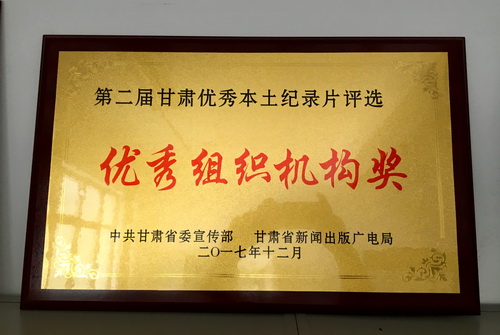 第二届甘肃优秀本土纪录片评选
优秀组织机构奖
中共甘肃省委宣传部 甘肃省新闻出版广电局
二〇一七年十二月